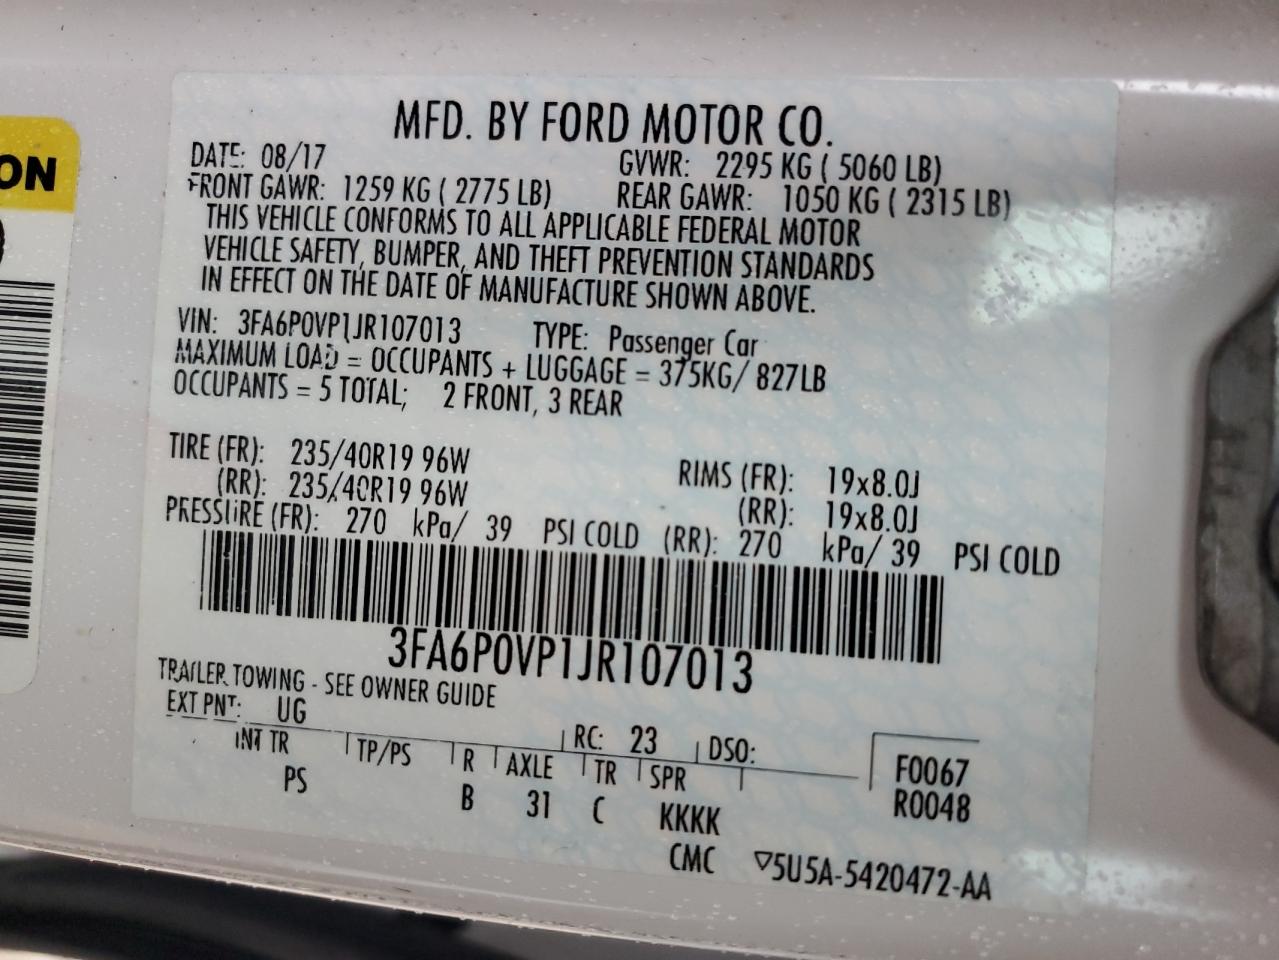 ON
MFD. BY FORD MOTOR CO.
DATE: 08/17 GVWR: 2295 KG ( 5060 LB)
FRONT GAWR: 1259 KG ( 2775 LB) REAR GAWR: 1050 KG ( 2315 LB)
THIS VEHICLE CONFORMS TO ALL APPLICABLE FEDERAL MOTOR
VEHICLE SAFETY, BUMPER, AND THEFT PREVENTION STANDARDS
IN EFFECT ON THE DATE OF MANUFACTURE SHOWN ABOVE.
VIN: 3FA6P0VP1JR107013 TYPE: Passenger Car
MAXIMUM LOAD = OCCUPANTS + LUGGAGE = 375KG/ 827LB
OCCUPANTS = 5 TOTAL; 2 FRONT, 3 REAR
TIRE (FR): 235/40R19 96W RIMS (FR): 19x8.0J
(RR): 235/40R19 96W (RR): 19x8.0J
PRESSURE (FR): 270 kPa/ 39 PSI COLD (RR): 270 kPa/ 39 PSI COLD
3FA6P0VP1JR107013
TRAILER TOWING - SEE OWNER GUIDE
EXT PNT: UG RC: 23 DSO:
INT TR TP/PS R AXLE TR SPR F0067
PS B 31 C KKKK R0048
CMC ▽5U5A-5420472-AA